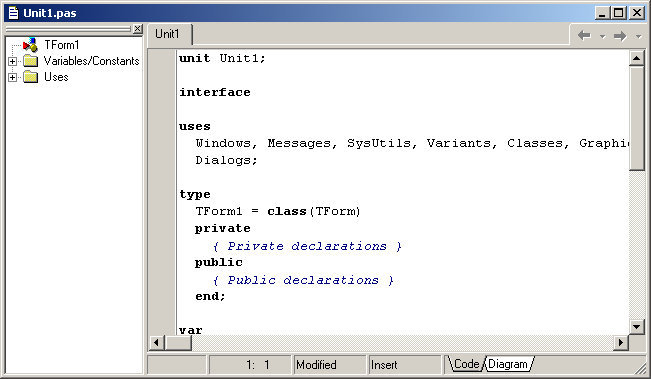 Unit1.pas
TForm1
Variables/Constants
Uses
Unit1
unit Unit1;
interface
uses
Windows, Messages, SysUtils, Variants, Classes,
Dialogs;
type
TForm1 = class(TForm)
private
{ Private declarations }
public
{ Public declarations }
end;
var
1: 1 Modified Insert Code Diagram